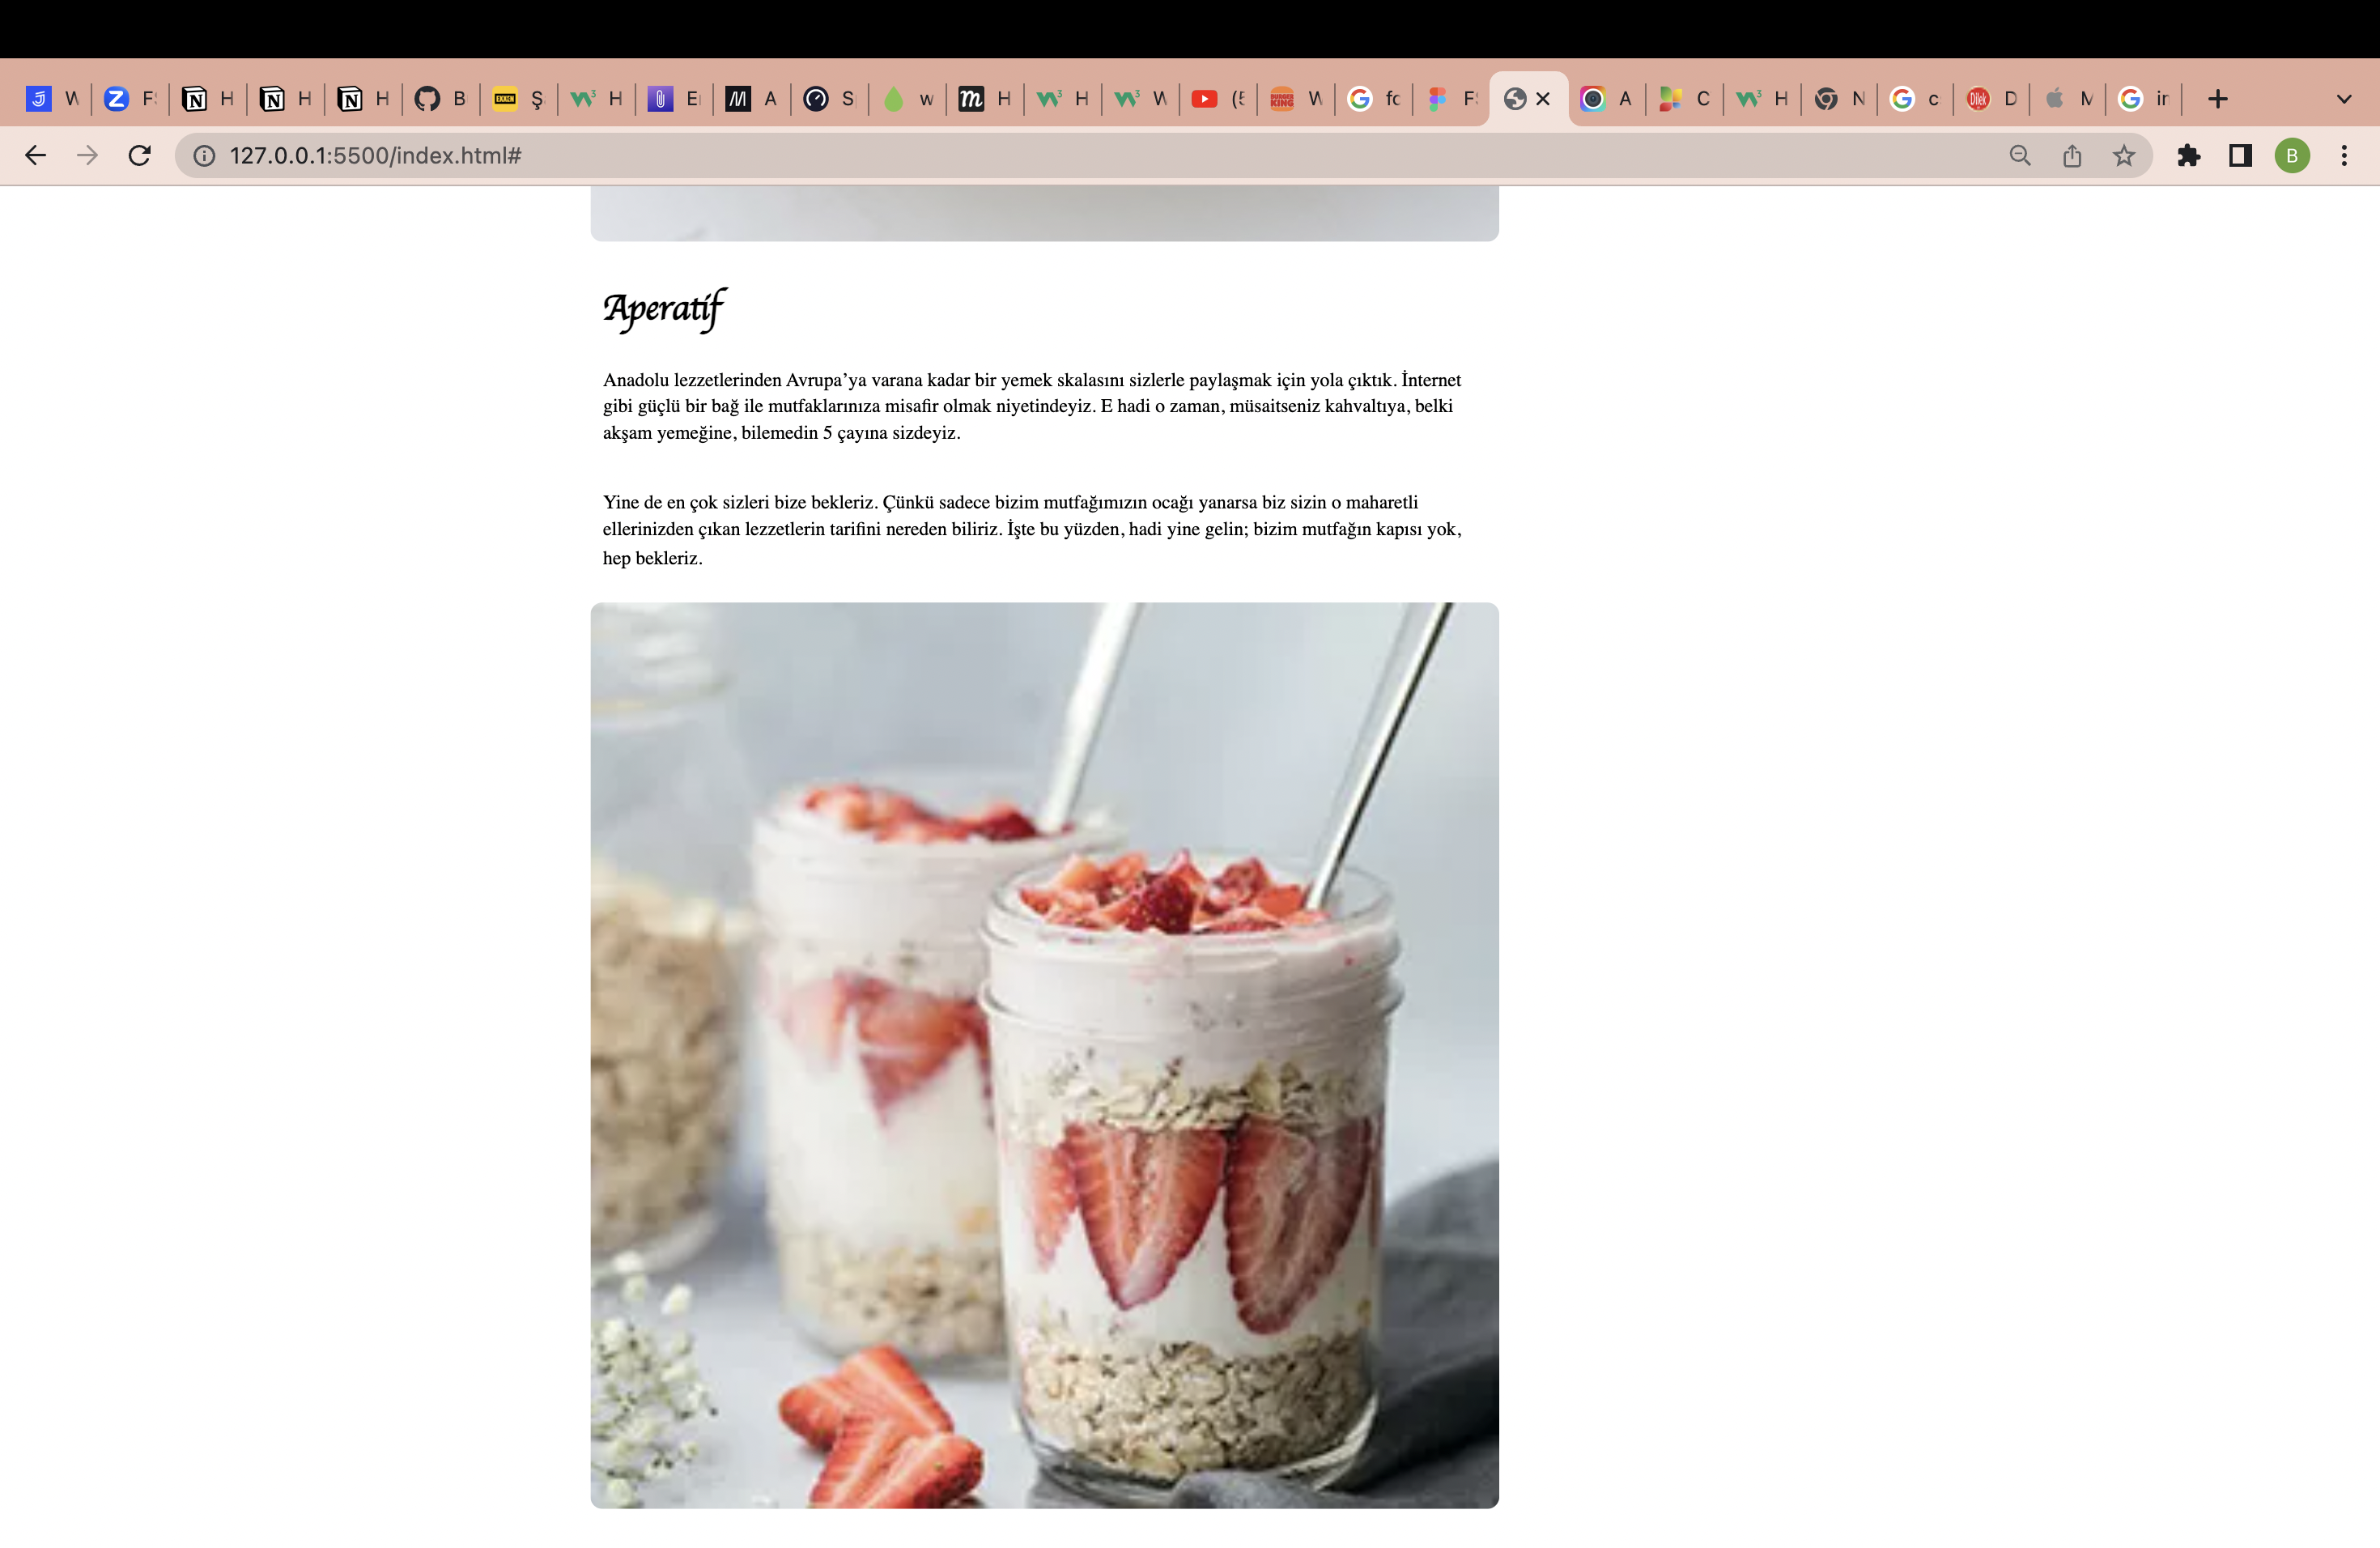 W F H H H B Ş H E A S w H H W (5 W fo F A C H N c D M ir
127.0.0.1:5500/index.html#
B
Aperatif
Anadolu lezzetlerinden Avrupa’ya varana kadar bir yemek skalasını sizlerle paylaşmak için yola çıktık. İnternet
gibi güçlü bir bağ ile mutfaklarınıza misafir olmak niyetindeyiz. E hadi o zaman, müsaitseniz kahvaltıya, belki
akşam yemeğine, bilemedin 5 çayına sizdeyiz.
Yine de en çok sizleri bize bekleriz. Çünkü sadece bizim mutfağımızın ocağı yanarsa biz sizin o maharetli
ellerinizden çıkan lezzetlerin tarifini nereden biliriz. İşte bu yüzden, hadi yine gelin; bizim mutfağın kapısı yok,
hep bekleriz.